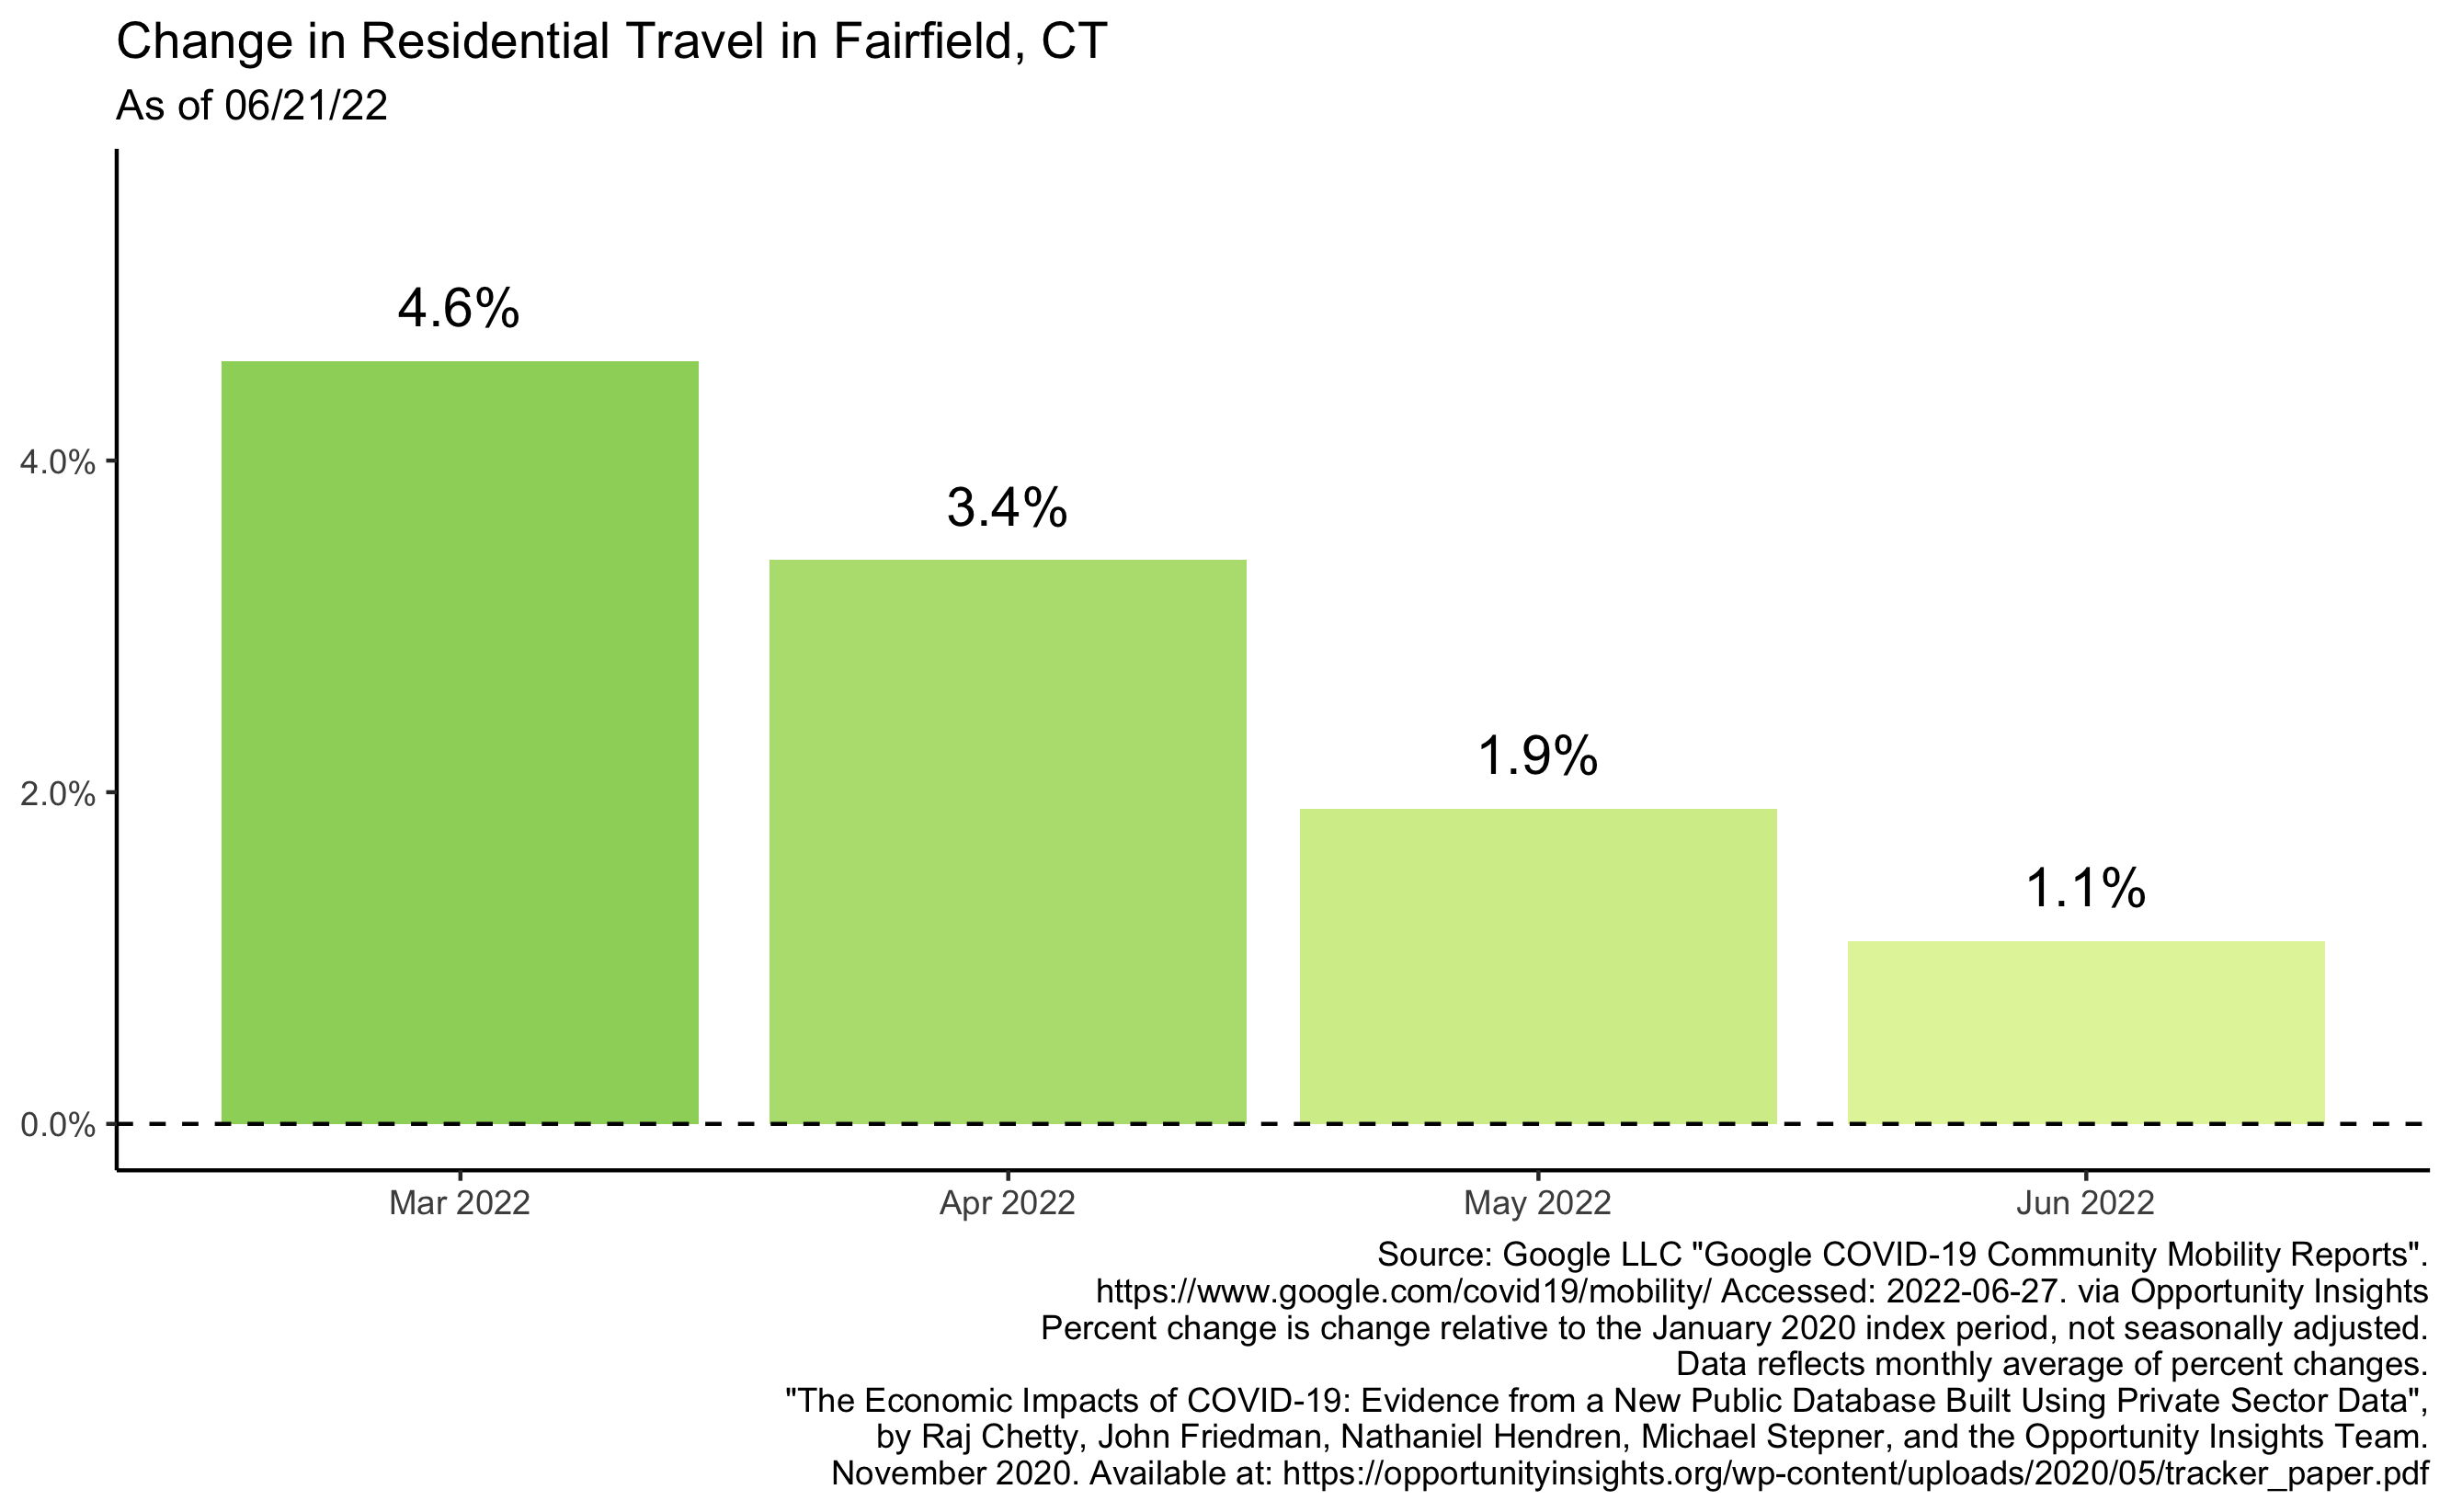 Change in Residential Travel in Fairfield, CT
As of 06/21/22
4.6%
3.4%
1.9%
1.1%
4.0%
2.0%
0.0%
Mar 2022
Apr 2022
May 2022
Jun 2022
Source: Google LLC "Google COVID-19 Community Mobility Reports".
https://www.google.com/covid19/mobility/ Accessed: 2022-06-27. via Opportunity Insights
Percent change is change relative to the January 2020 index period, not seasonally adjusted.
Data reflects monthly average of percent changes.
"The Economic Impacts of COVID-19: Evidence from a New Public Database Built Using Private Sector Data",
by Raj Chetty, John Friedman, Nathaniel Hendren, Michael Stepner, and the Opportunity Insights Team.
November 2020. Available at: https://opportunityinsights.org/wp-content/uploads/2020/05/tracker_paper.pdf